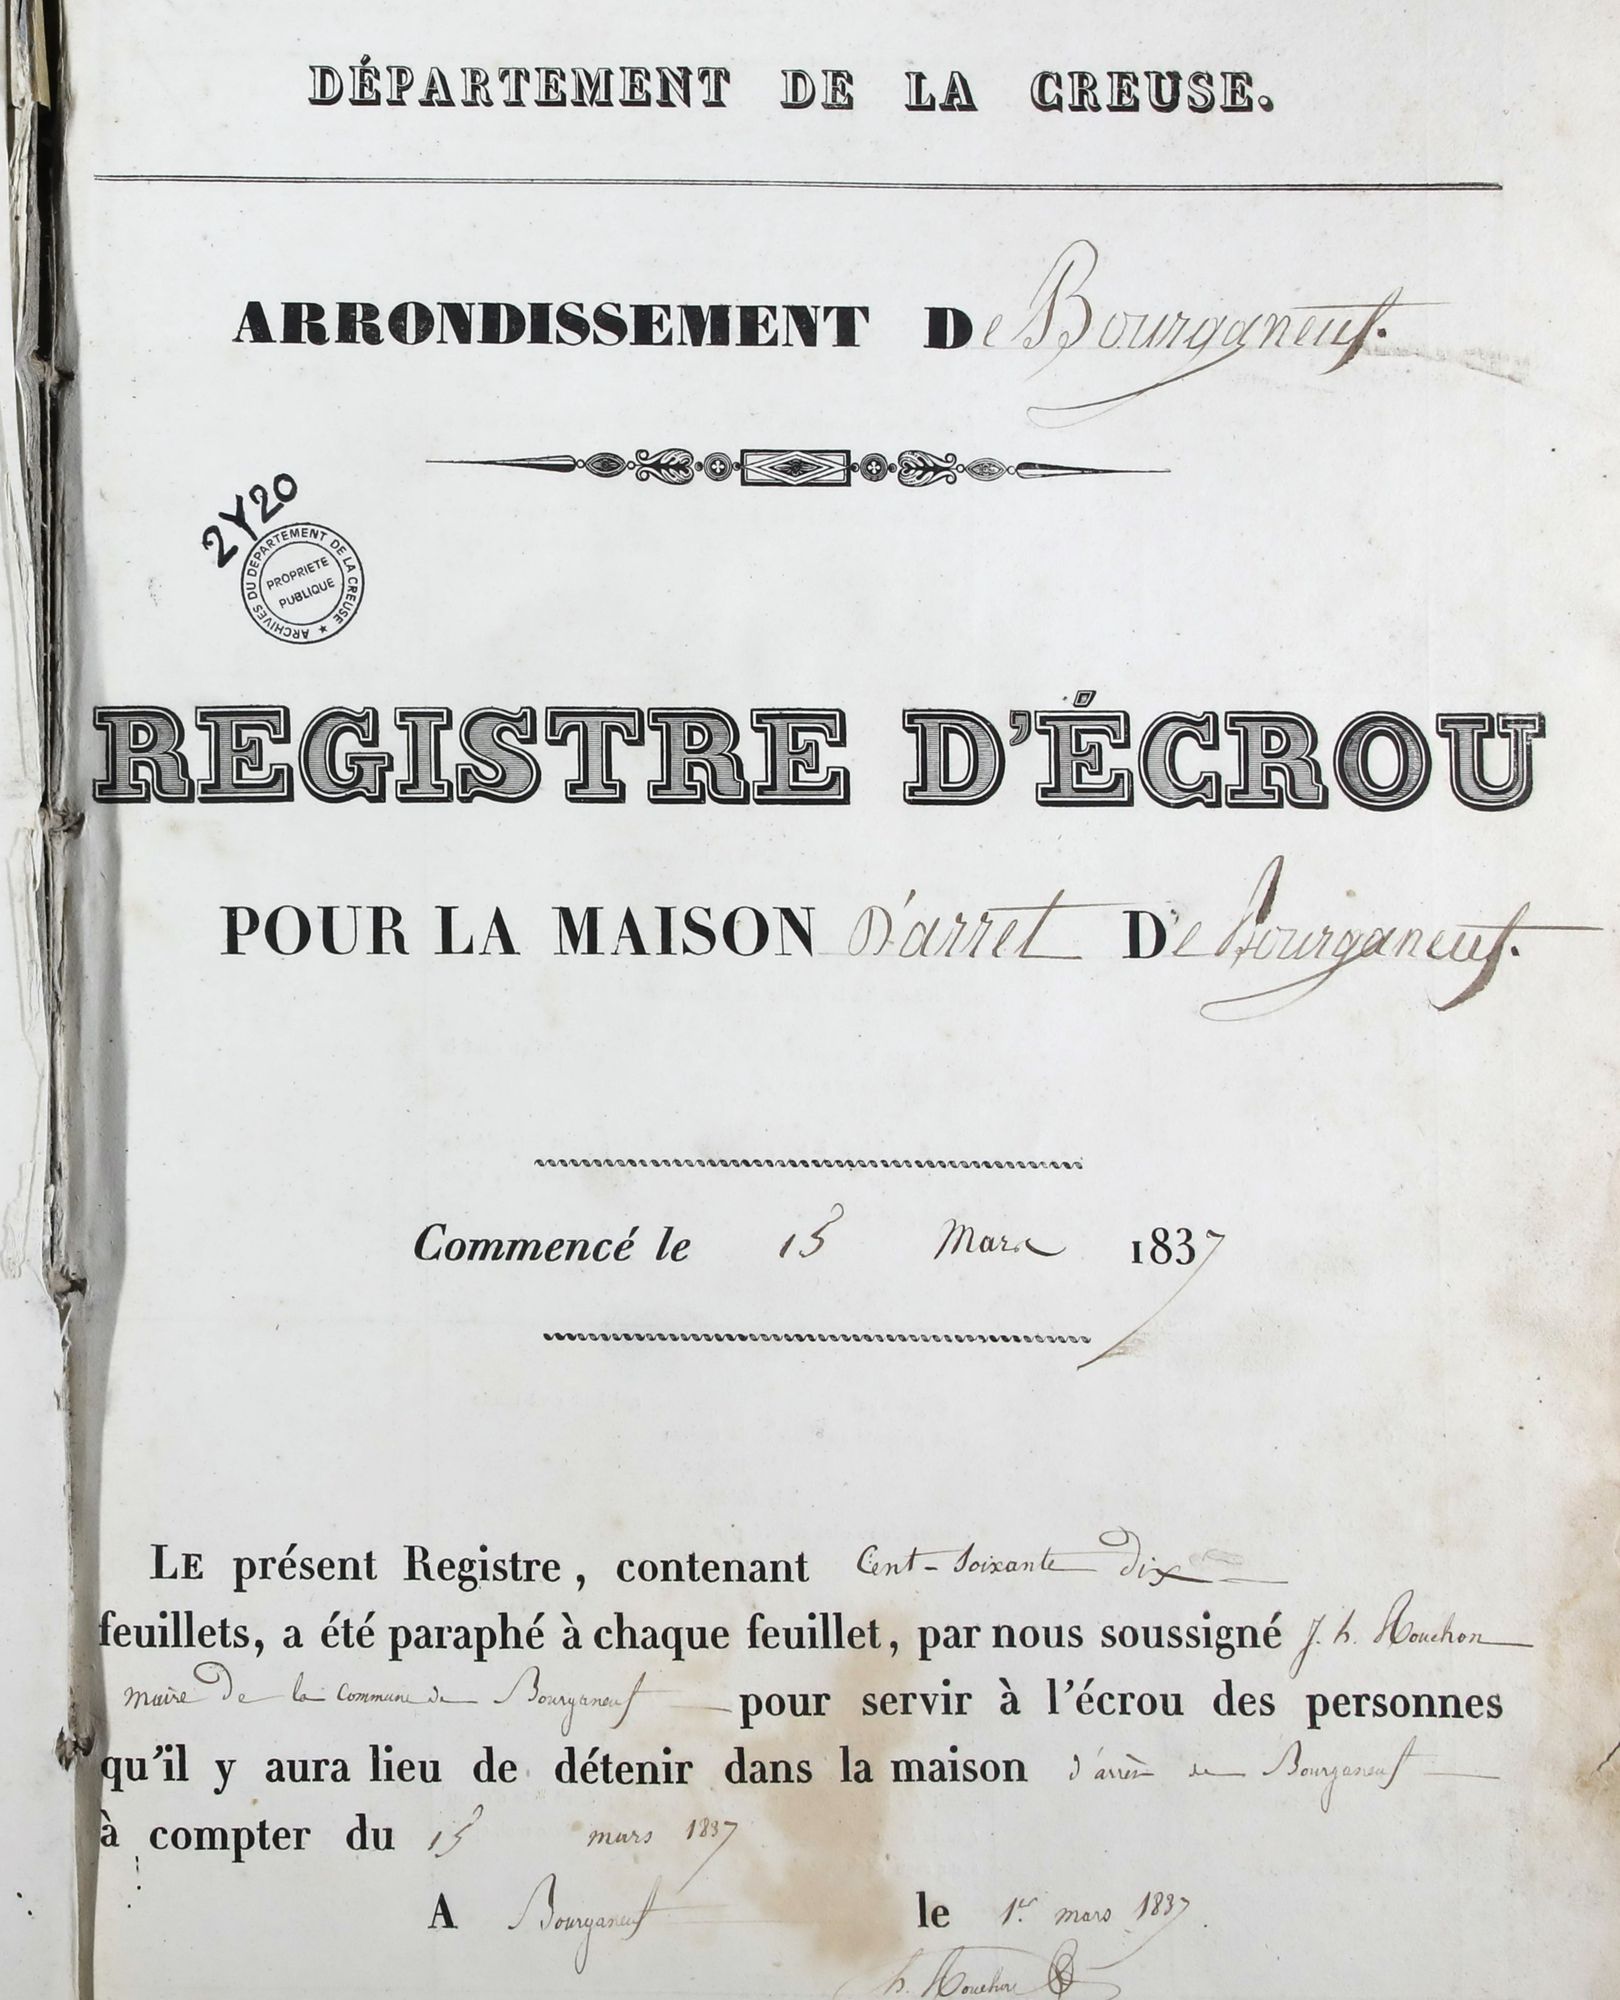 DÉPARTEMENT DE LA CREUSE.
ARRONDISSEMENT De Bourganeuf.
2Y20
ARCHIVES DU DÉPARTEMENT DE LA CREUSE ★
PROPRIETE
PUBLIQUE
REGISTRE D'ÉCROU
POUR LA MAISON D'arret De Bourganeuf.
Commencé le 15 Mars 1837
LE présent Registre, contenant Cent-Soixante Dix
feuillets, a été paraphé à chaque feuillet, par nous soussigné J. h. Rouchon
maire De la Commune de Bourganeuf pour servir à l'écrou des personnes
qu'il y aura lieu de détenir dans la maison d'arrêt de Bourganeuf
à compter du 15 mars 1837
A Bourganeuf le 1er mars 1837.
h. Rouchon